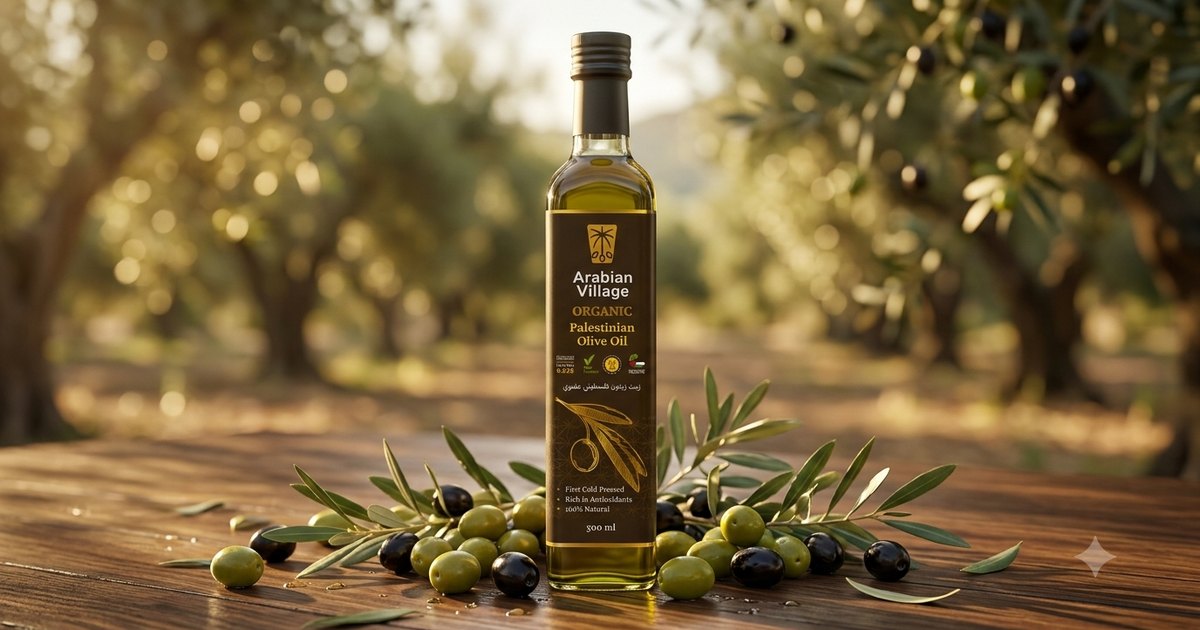 Arabian
Village
ORGANIC
Palestinian
Olive Oil
زيت زيتون فلسطيني عضوي
First Cold Pressed
Rich in Antioxidants
100% Natural
500 ml